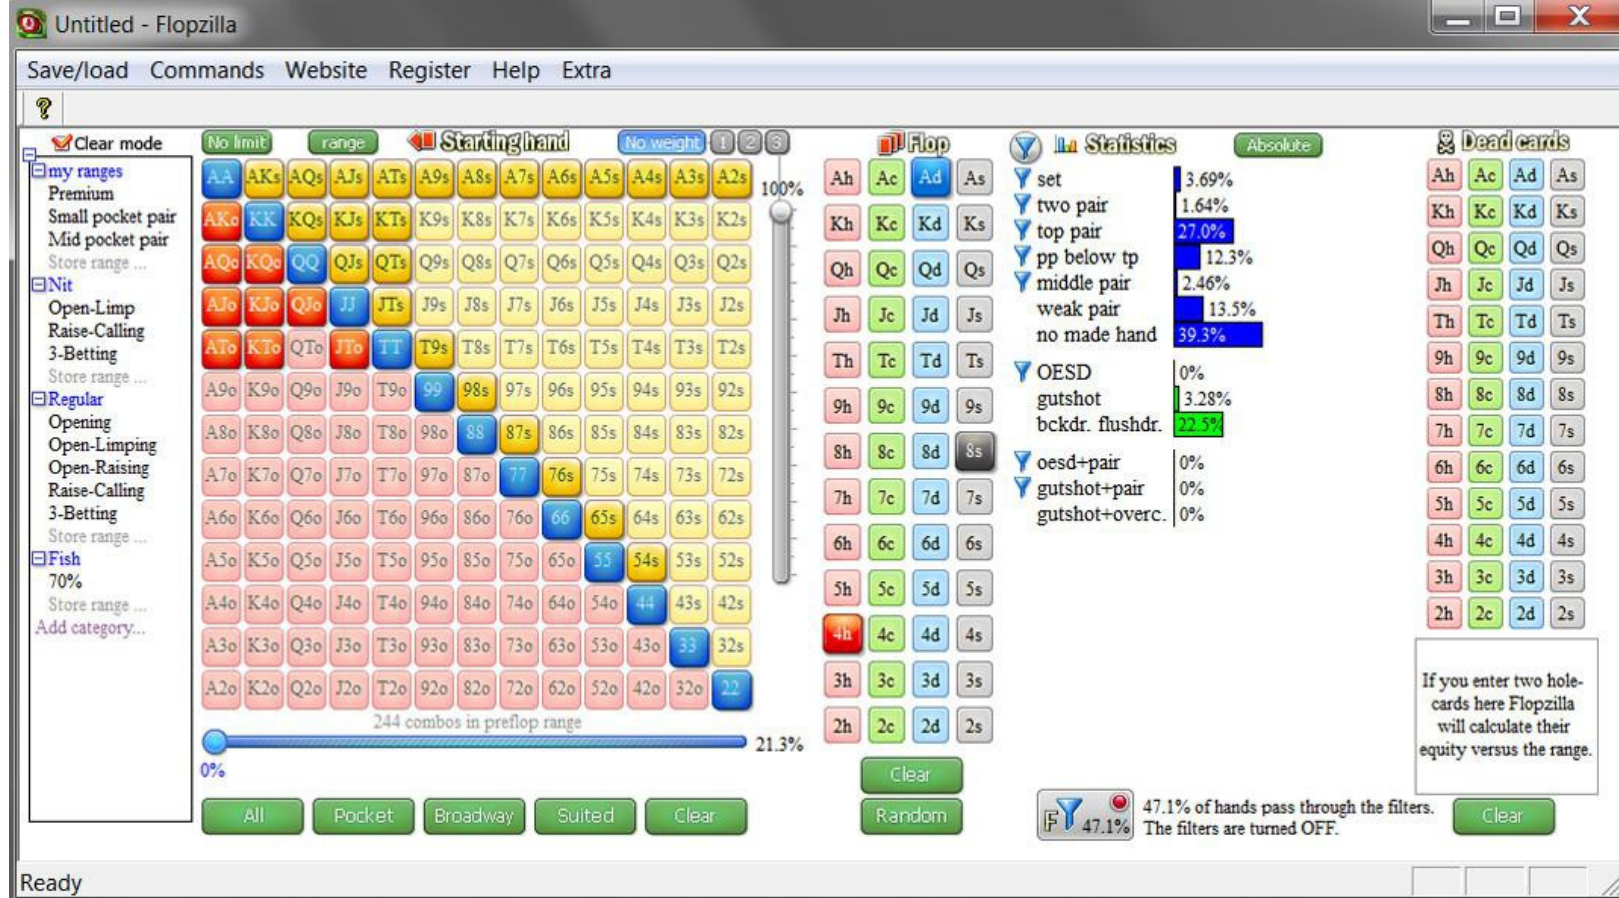 Untitled - Flopzilla
Save/load Commands Website Register Help Extra
Clear mode
my ranges
Premium
Small pocket pair
Mid pocket pair
Store range ...
Nit
Open-Limp
Raise-Calling
3-Betting
Store range ...
Regular
Opening
Open-Limping
Open-Raising
Raise-Calling
3-Betting
Store range ...
Fish
70%
Store range ...
Add category...
No limit range Starting hand No weight 1 2 3
AA AKs AQs AJs ATs A9s A8s A7s A6s A5s A4s A3s A2s
AKo KK KQs KJs KTs K9s K8s K7s K6s K5s K4s K3s K2s
AQo KQo QQ QJs QTs Q9s Q8s Q7s Q6s Q5s Q4s Q3s Q2s
AJo KJo QJo JJ JTs J9s J8s J7s J6s J5s J4s J3s J2s
ATo KTo QTo JTo TT T9s T8s T7s T6s T5s T4s T3s T2s
A9o K9o Q9o J9o T9o 99 98s 97s 96s 95s 94s 93s 92s
A8o K8o Q8o J8o T8o 98o 88 87s 86s 85s 84s 83s 82s
A7o K7o Q7o J7o T7o 97o 87o 77 76s 75s 74s 73s 72s
A6o K6o Q6o J6o T6o 96o 86o 76o 66 65s 64s 63s 62s
A5o K5o Q5o J5o T5o 95o 85o 75o 65o 55 54s 53s 52s
A4o K4o Q4o J4o T4o 94o 84o 74o 64o 54o 44 43s 42s
A3o K3o Q3o J3o T3o 93o 83o 73o 63o 53o 43o 33 32s
A2o K2o Q2o J2o T2o 92o 82o 72o 62o 52o 42o 32o 22
100%
244 combos in preflop range
21.3%
0%
All Pocket Broadway Suited Clear
Flop
Ah Ac Ad As
Kh Kc Kd Ks
Qh Qc Qd Qs
Jh Jc Jd Js
Th Tc Td Ts
9h 9c 9d 9s
8h 8c 8d 8s
7h 7c 7d 7s
6h 6c 6d 6s
5h 5c 5d 5s
4h 4c 4d 4s
3h 3c 3d 3s
2h 2c 2d 2s
Clear
Random
Statistics Absolute
set 3.69%
two pair 1.64%
top pair 27.0%
pp below tp 12.3%
middle pair 2.46%
weak pair 13.5%
no made hand 39.3%
OESD 0%
gutshot 3.28%
bckdr. flushdr. 22.5%
oesd+pair 0%
gutshot+pair 0%
gutshot+overc. 0%
F 47.1%
47.1% of hands pass through the filters.
The filters are turned OFF.
Dead cards
Ah Ac Ad As
Kh Kc Kd Ks
Qh Qc Qd Qs
Jh Jc Jd Js
Th Tc Td Ts
9h 9c 9d 9s
8h 8c 8d 8s
7h 7c 7d 7s
6h 6c 6d 6s
5h 5c 5d 5s
4h 4c 4d 4s
3h 3c 3d 3s
2h 2c 2d 2s
If you enter two hole-
cards here Flopzilla
will calculate their
equity versus the range.
Clear
Ready